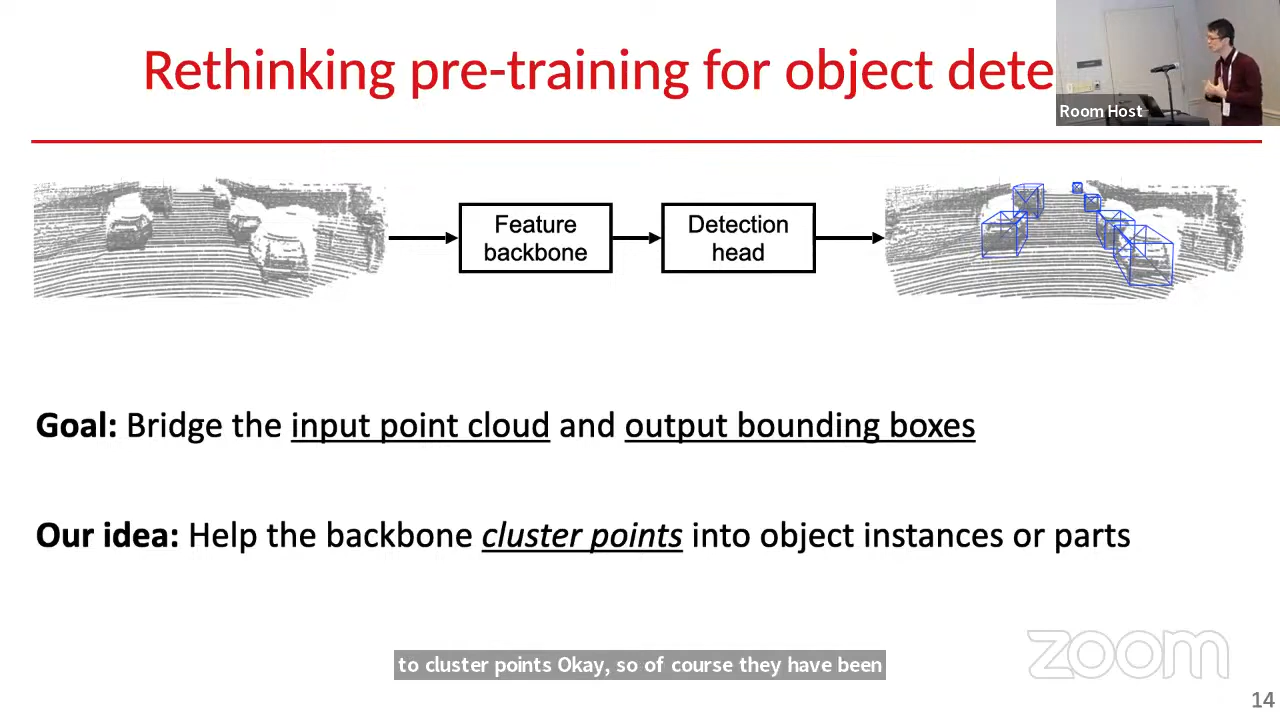 Rethinking pre-training for object dete
Room Host
Feature
backbone
Detection
head
Goal: Bridge the input point cloud and output bounding boxes
Our idea: Help the backbone cluster points into object instances or parts
to cluster points Okay, so of course they have been
zoom
14